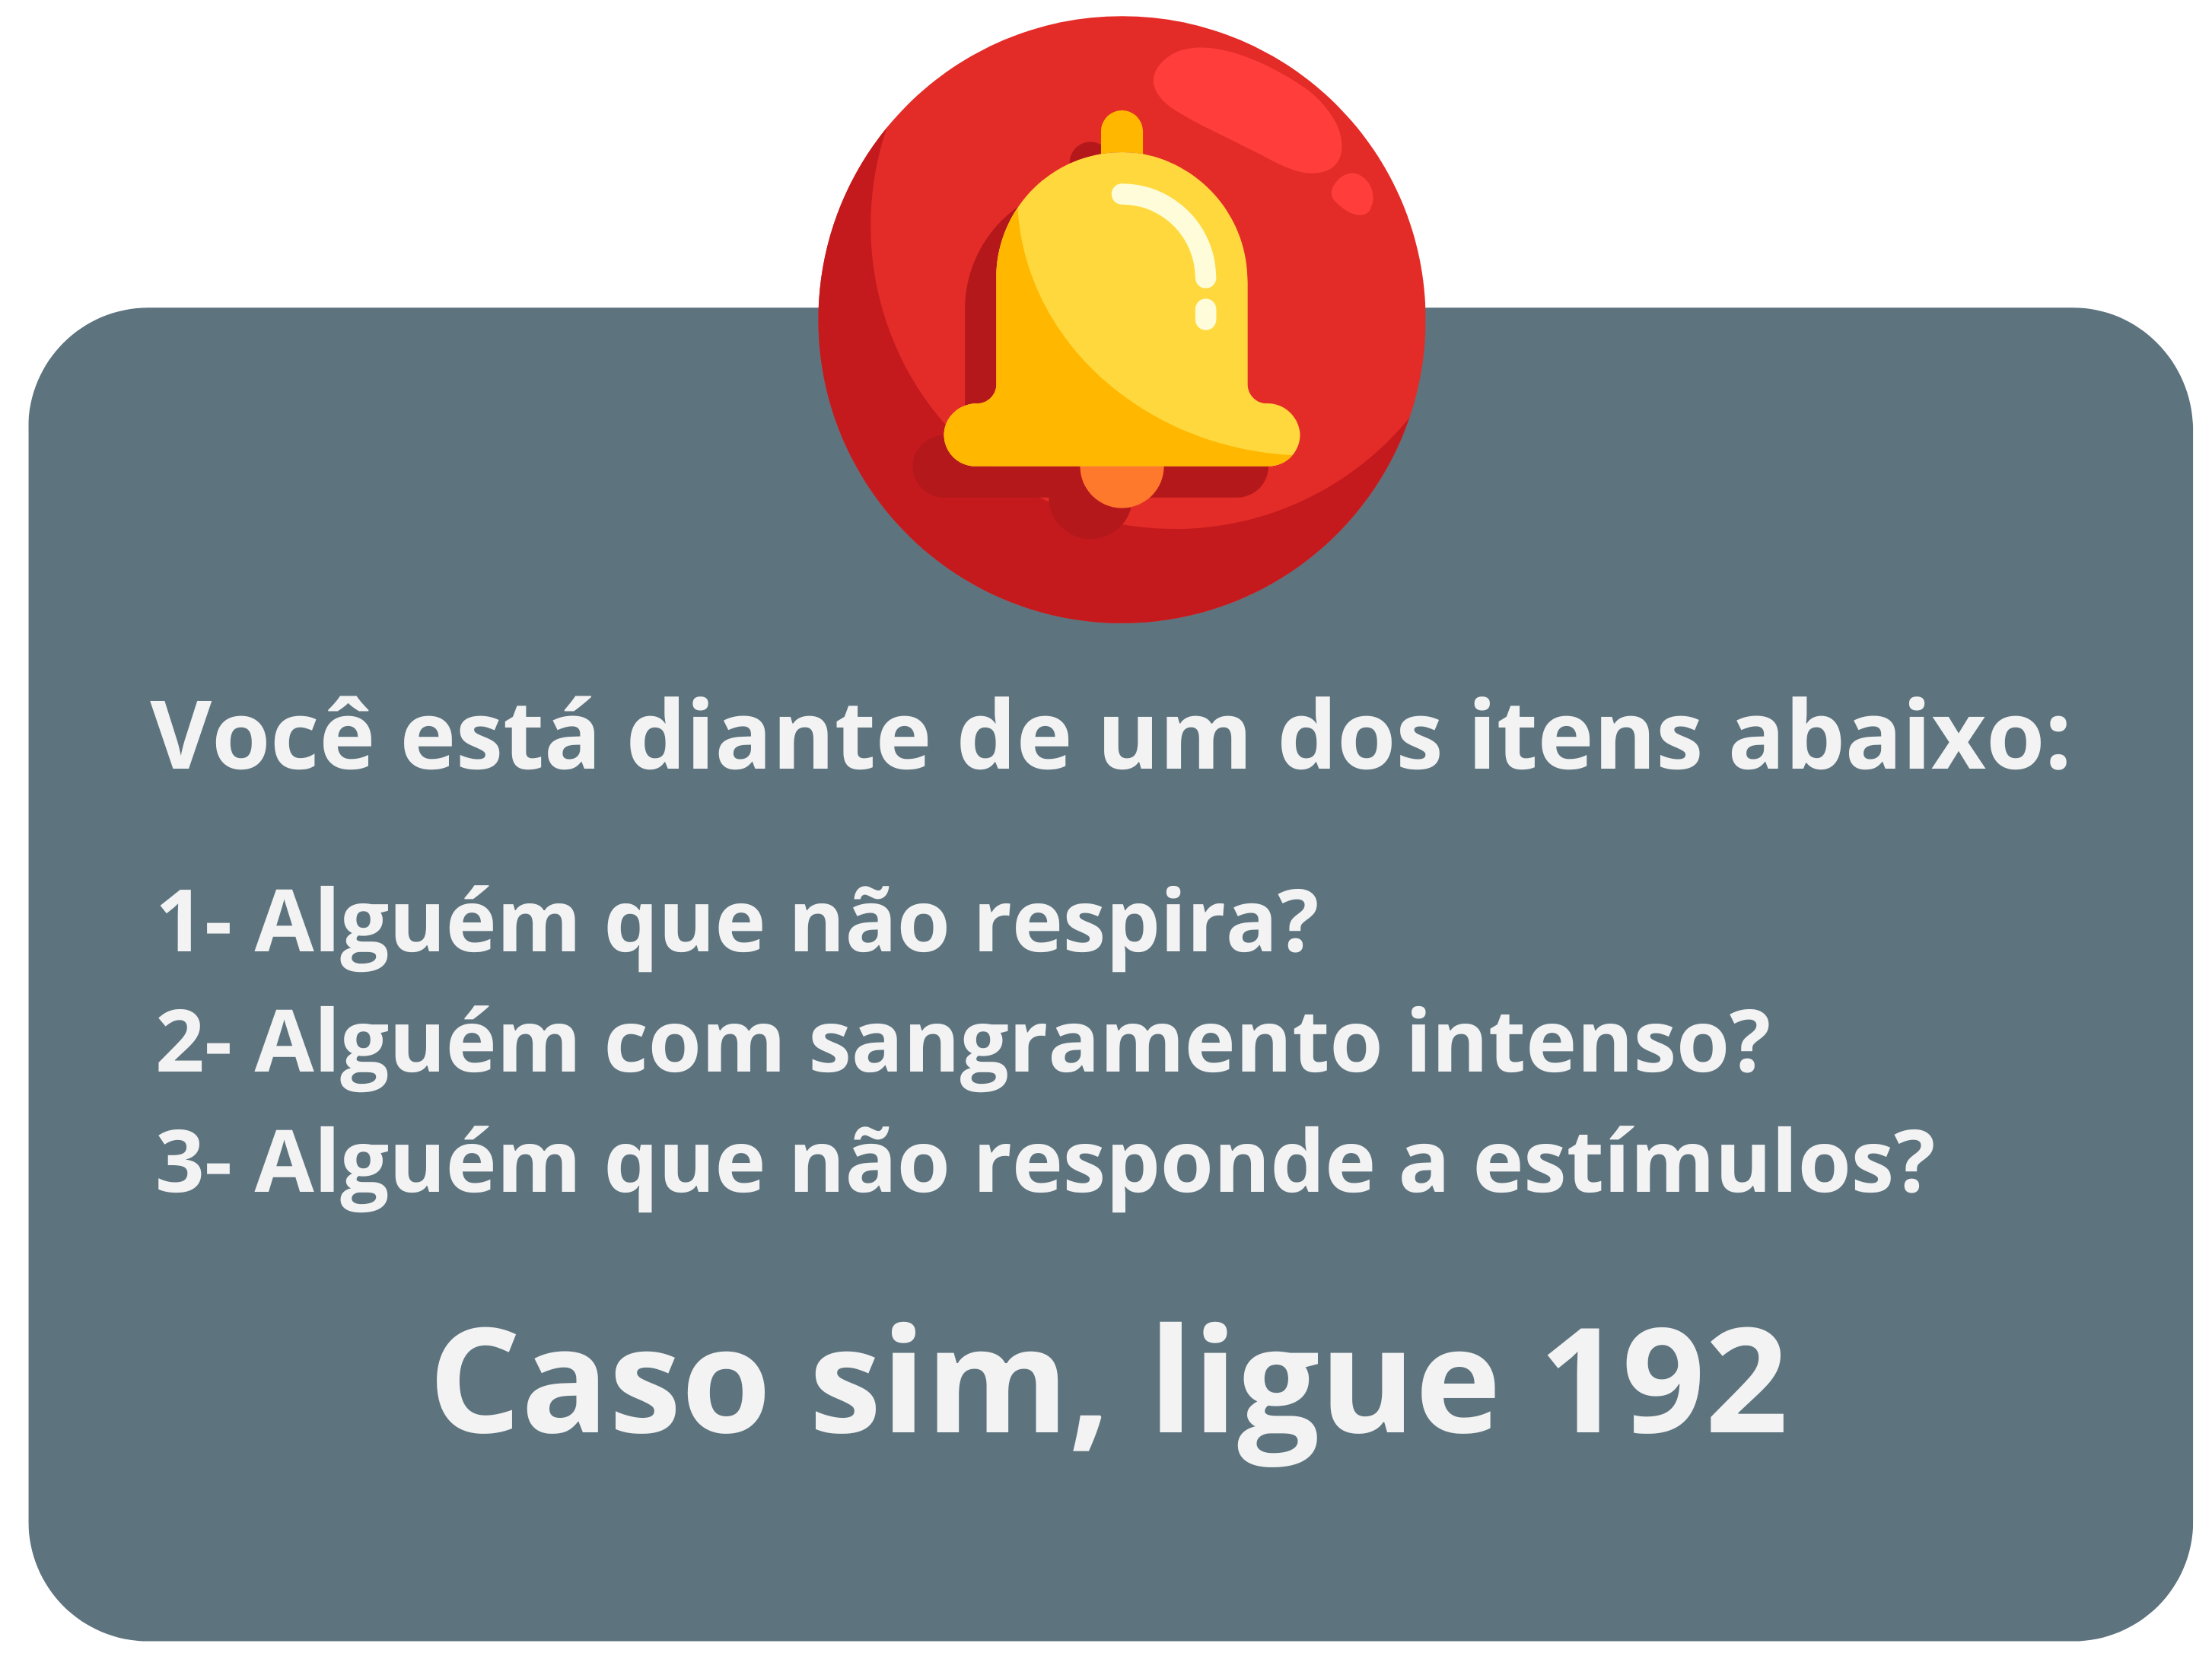 Você está diante de um dos itens abaixo:
1- Alguém que não respira?
2- Alguém com sangramento intenso?
3- Alguém que não responde a estímulos?
Caso sim, ligue 192